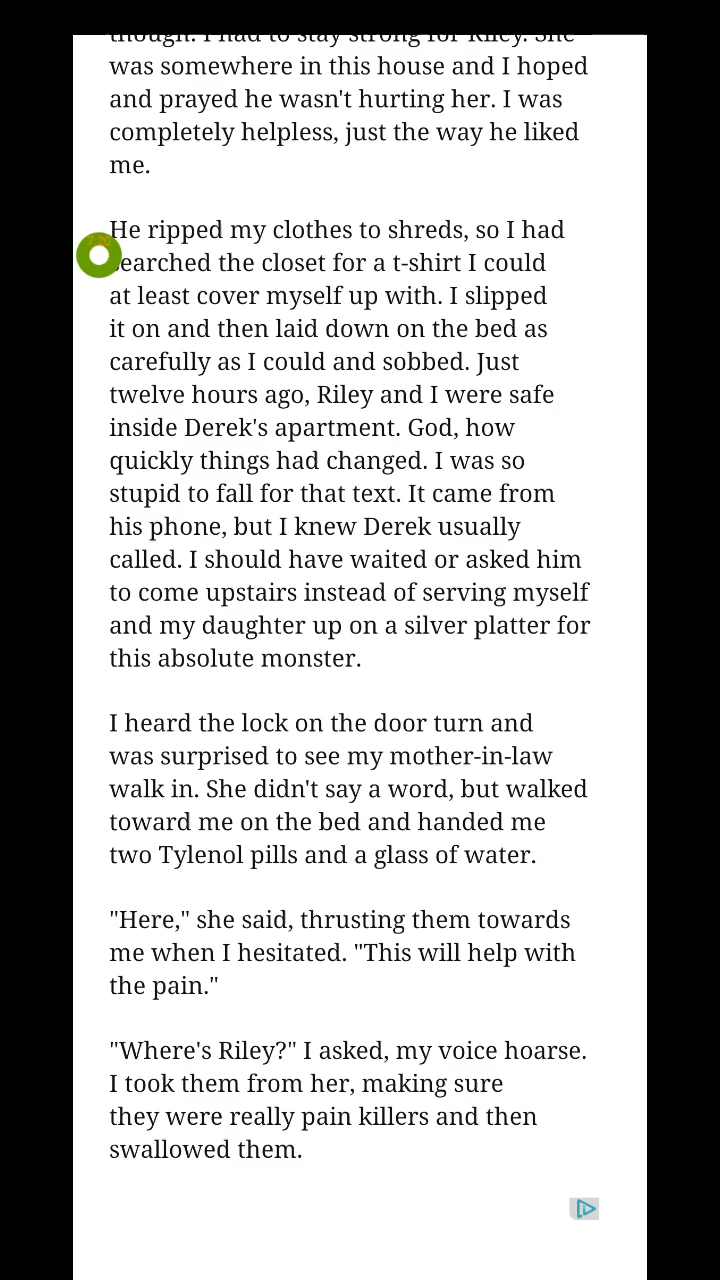 though. I had to stay strong for Riley. She
was somewhere in this house and I hoped
and prayed he wasn't hurting her. I was
completely helpless, just the way he liked
me.
He ripped my clothes to shreds, so I had
searched the closet for a t-shirt I could
at least cover myself up with. I slipped
it on and then laid down on the bed as
carefully as I could and sobbed. Just
twelve hours ago, Riley and I were safe
inside Derek's apartment. God, how
quickly things had changed. I was so
stupid to fall for that text. It came from
his phone, but I knew Derek usually
called. I should have waited or asked him
to come upstairs instead of serving myself
and my daughter up on a silver platter for
this absolute monster.
I heard the lock on the door turn and
was surprised to see my mother-in-law
walk in. She didn't say a word, but walked
toward me on the bed and handed me
two Tylenol pills and a glass of water.
"Here," she said, thrusting them towards
me when I hesitated. "This will help with
the pain."
"Where's Riley?" I asked, my voice hoarse.
I took them from her, making sure
they were really pain killers and then
swallowed them.